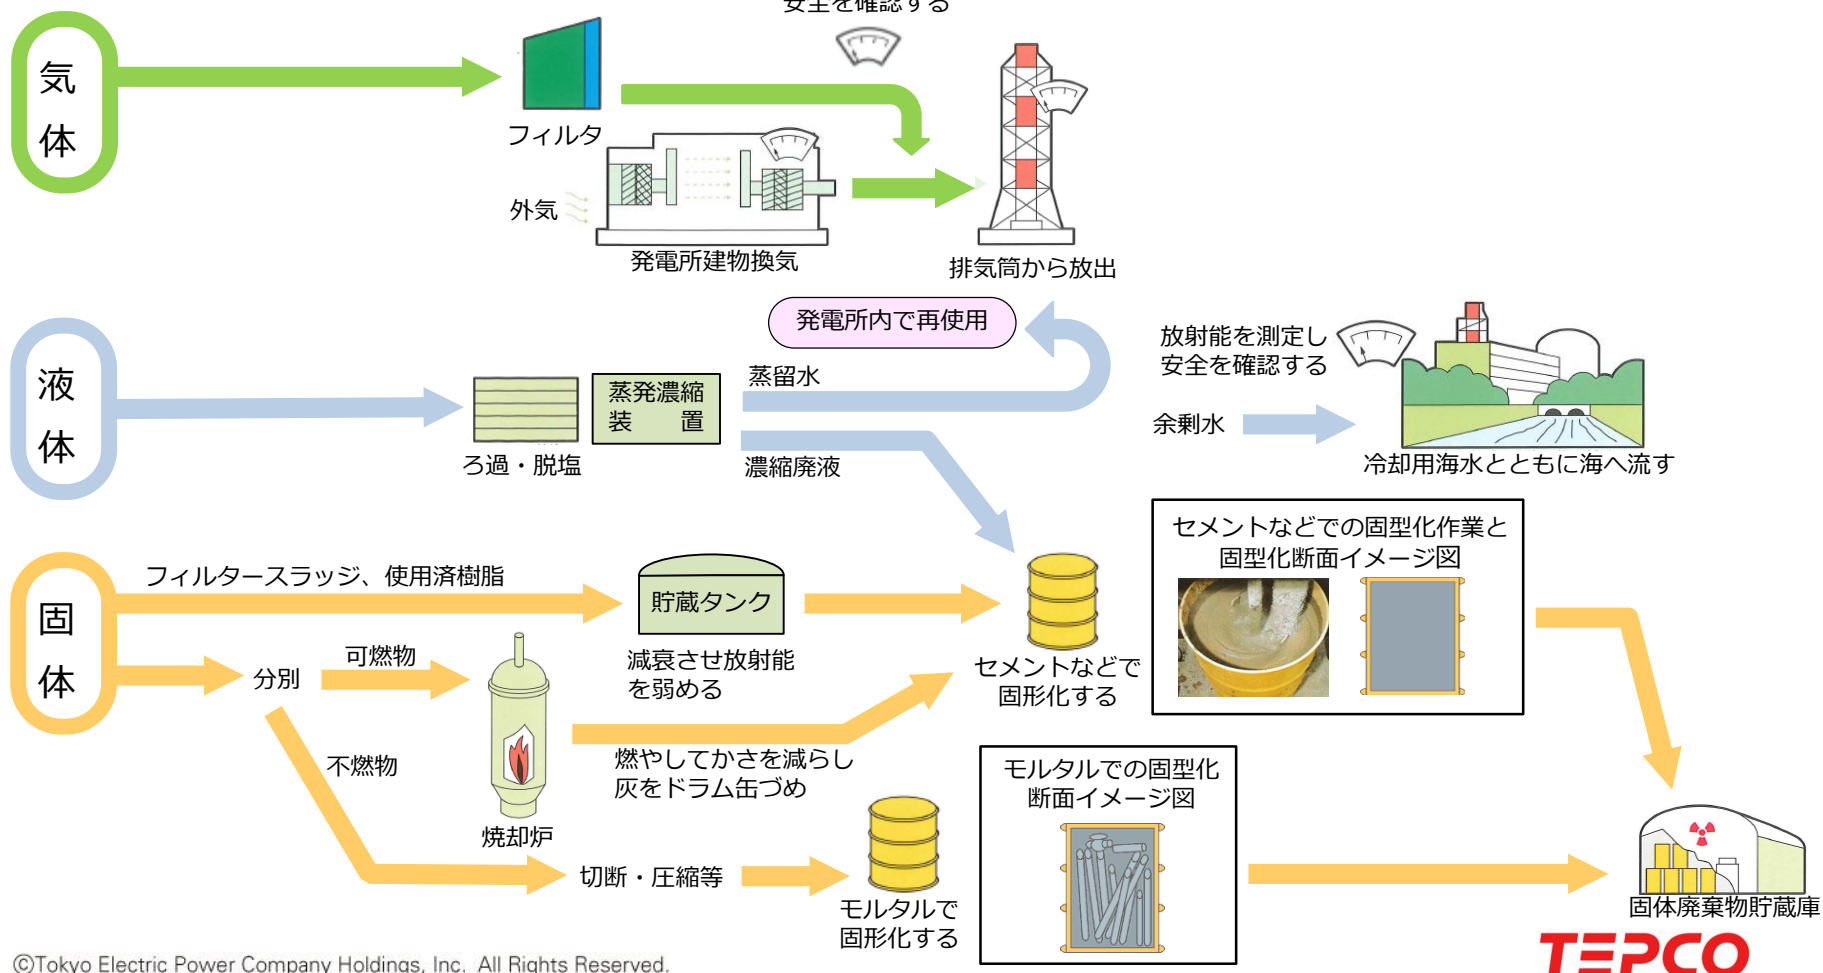 安全を確認する
気
体
フィルタ
外気
発電所建物換気
排気筒から放出
発電所内で再使用
液
体
蒸発濃縮
装　置
蒸留水
ろ過・脱塩
濃縮廃液
放射能を測定し
安全を確認する
余剰水
冷却用海水とともに海へ流す
固
体
フィルタースラッジ、使用済樹脂
貯蔵タンク
減衰させ放射能
を弱める
分別
可燃物
不燃物
焼却炉
燃やしてかさを減らし
灰をドラム缶づめ
セメントなどで
固形化する
セメントなどでの固型化作業と
固型化断面イメージ図
切断・圧縮等
モルタルで
固形化する
モルタルでの固型化
断面イメージ図
固体廃棄物貯蔵庫
©Tokyo Electric Power Company Holdings, Inc. All Rights Reserved.
TEPCO